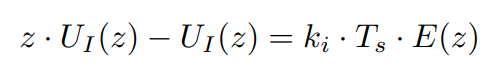 z · U_I(z) − U_I(z) = k_i · T_s · E(z)